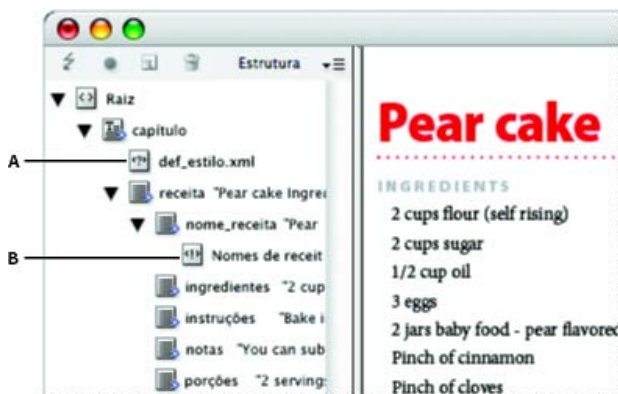 Estrutura
Raiz
capítulo
A
def_estilo.xml
receita "Pear cake Ingre
nome_receita "Pear
B
Nomes de receit
ingredientes "2 cup
instruções "Bake i
notas "You can sub
porções "2 serving
Pear cake
INGREDIENTS
2 cups flour (self rising)
2 cups sugar
1/2 cup oil
3 eggs
2 jars baby food - pear flavored
Pinch of cinnamon
Pinch of cloves